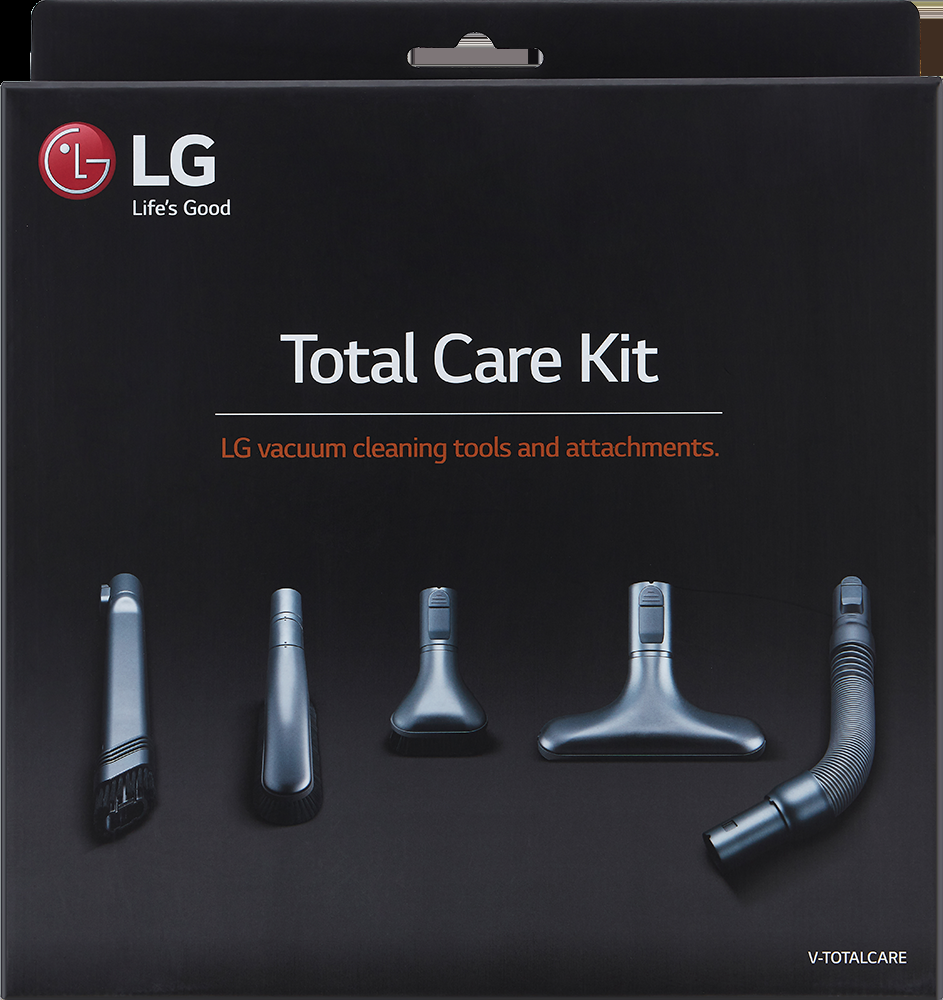 LG
Life's Good
Total Care Kit
LG vacuum cleaning tools and attachments.
V-TOTALCARE